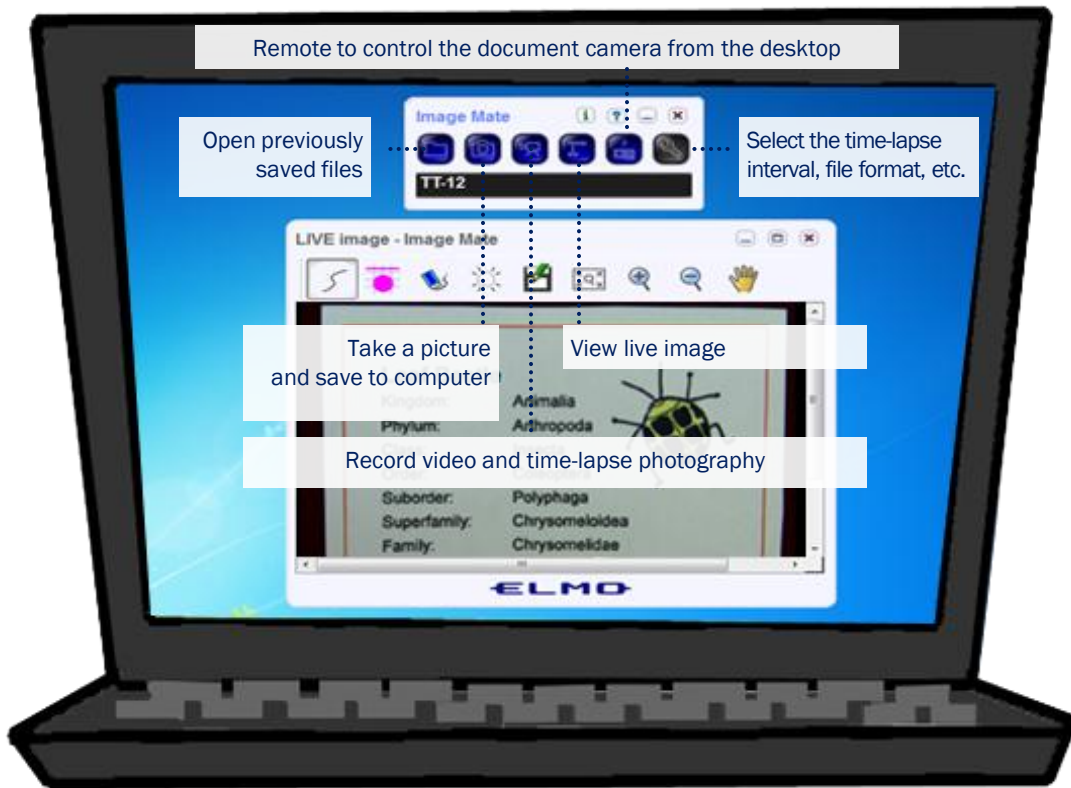 Remote to control the document camera from the desktop
Image Mate
Open previously
saved files
Select the time-lapse
interval, file format, etc.
TT-12
LIVE image - Image Mate
Take a picture
and save to computer
View live image
Kingdom: Animalia
Phylum: Arthropoda
Record video and time-lapse photography
Suborder: Polyphaga
Superfamily: Chrysomeloidea
Family: Chrysomelidae
ELMO